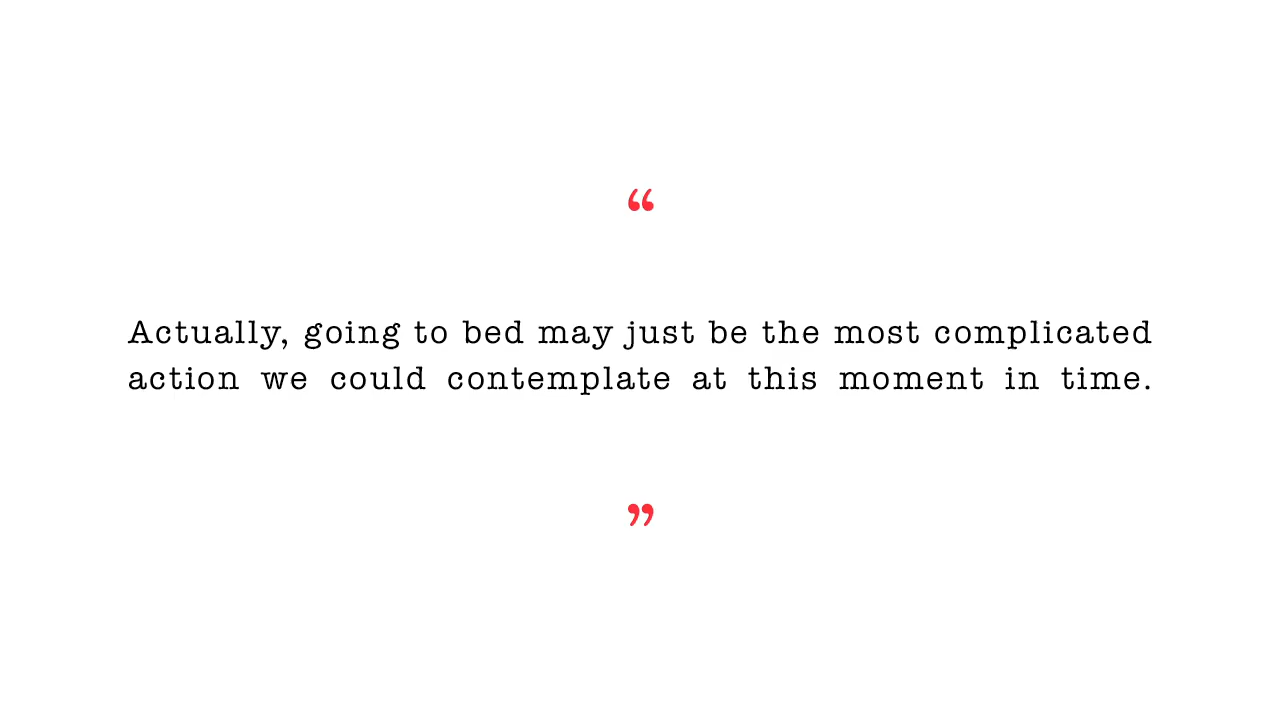 “
Actually, going to bed may just be the most complicated
action we could contemplate at this moment in time.
”